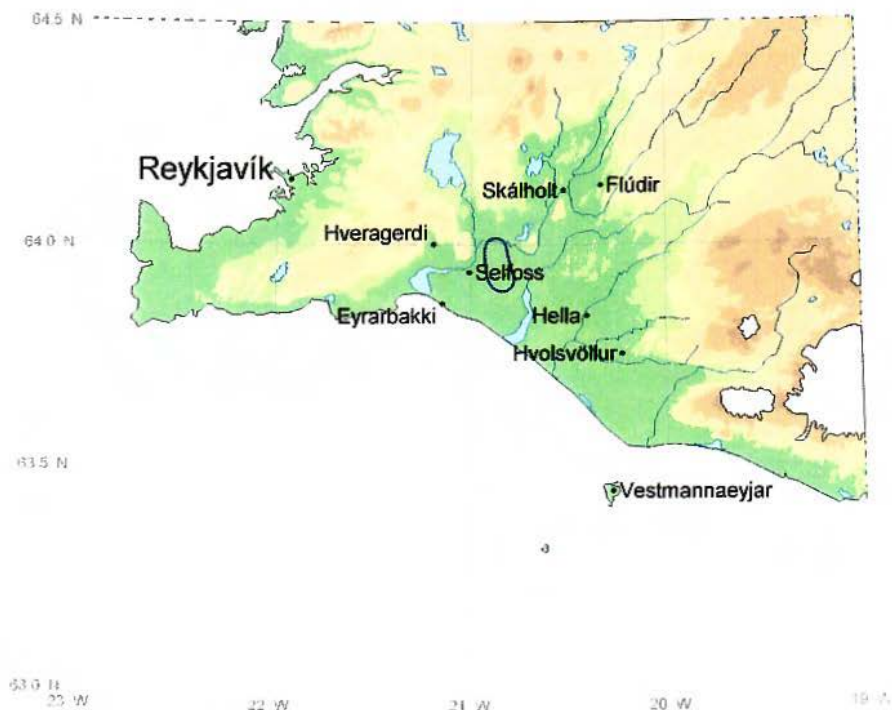 64.5 N
Reykjavík
Skálholt
Flúdir
Hveragerdi
64.0 N
Selfoss
Eyrarbakki
Hella
Hvolsvöllur
63.5 N
Vestmannaeyjar
63.0 N
23 W
22 W
21 W
20 W
19 W